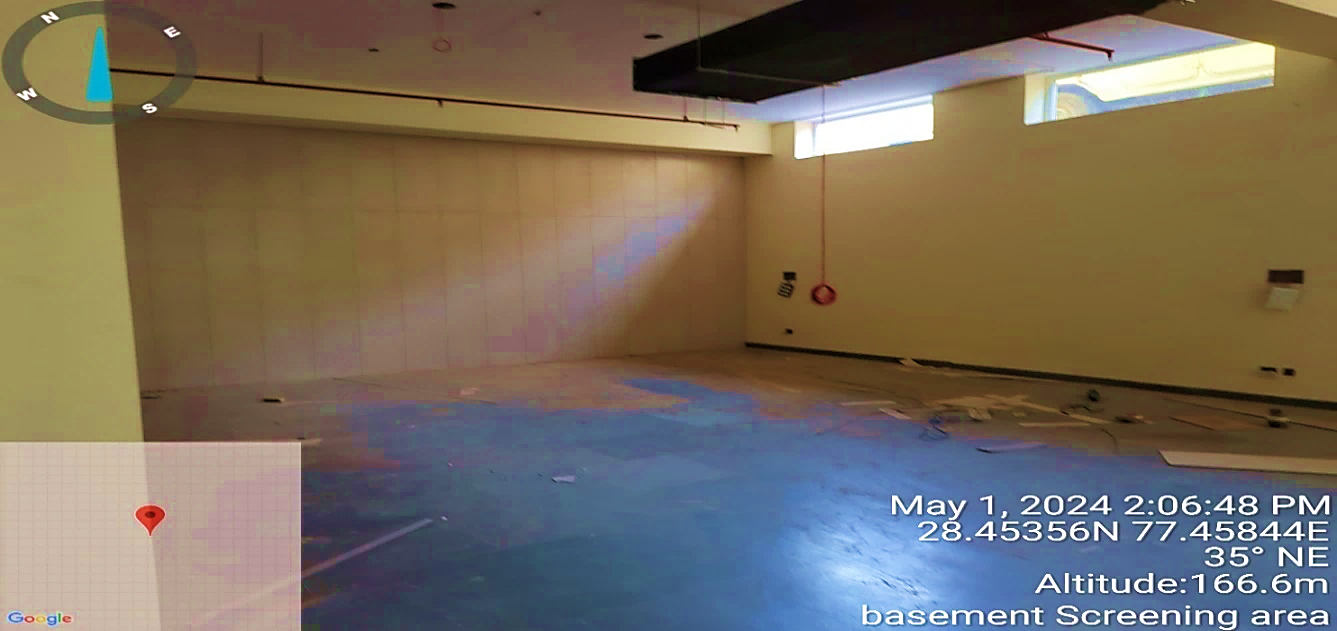 N
E
W
S
May 1, 2024 2:06:48 PM
28.45356N 77.45844E
35° NE
Altitude:166.6m
basement Screening area
Google